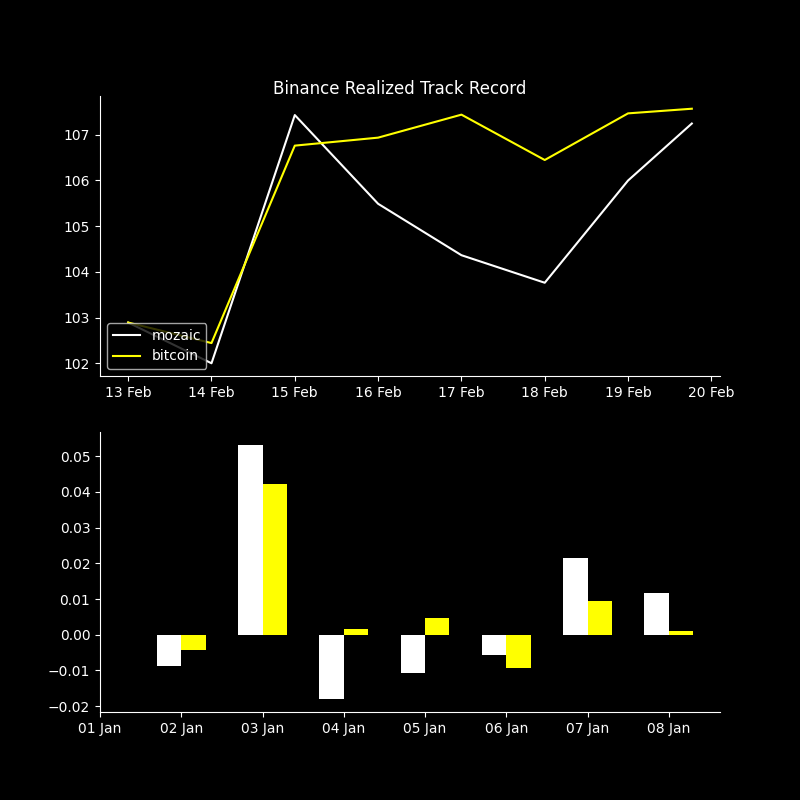 Binance Realized Track Record
107
106
105
104
103
102
mozaic
bitcoin
13 Feb 14 Feb 15 Feb 16 Feb 17 Feb 18 Feb 19 Feb 20 Feb
0.05
0.04
0.03
0.02
0.01
0.00
−0.01
−0.02
01 Jan 02 Jan 03 Jan 04 Jan 05 Jan 06 Jan 07 Jan 08 Jan